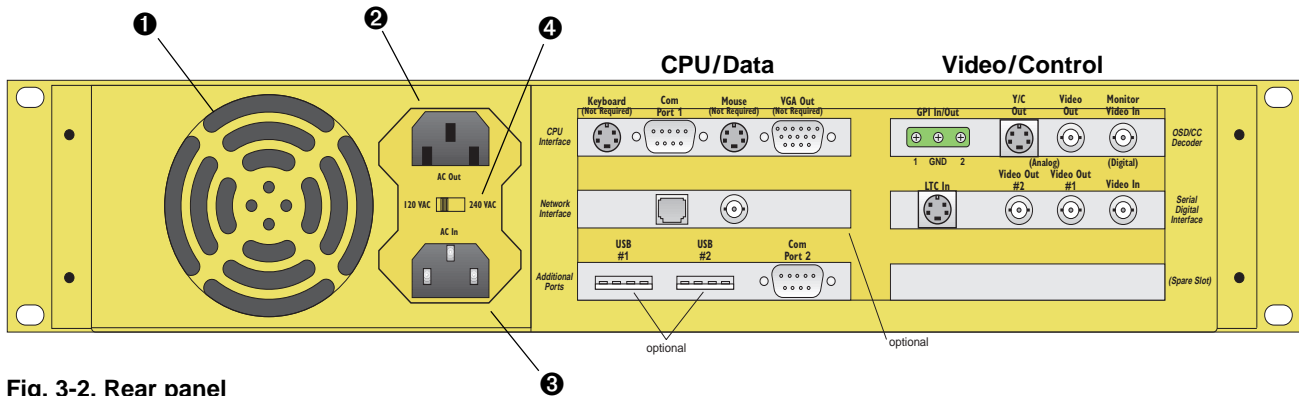 ❶
❷
❹
CPU/Data
Video/Control
Keyboard
(Not Required)
Com
Port 1
Mouse
(Not Required)
VGA Out
(Not Required)
CPU
Interface
GPI In/Out
1 GND 2
Y/C
Out
Video
Out
Monitor
Video In
(Analog)
(Digital)
OSD/CC
Decoder
AC Out
120 VAC
240 VAC
AC In
Network
Interface
LTC In
Video Out
#2
Video Out
#1
Video In
Serial
Digital
Interface
USB
#1
USB
#2
Com
Port 2
Additional
Ports
(Spare Slot)
optional
optional
❸
Fig. 3-2. Rear panel